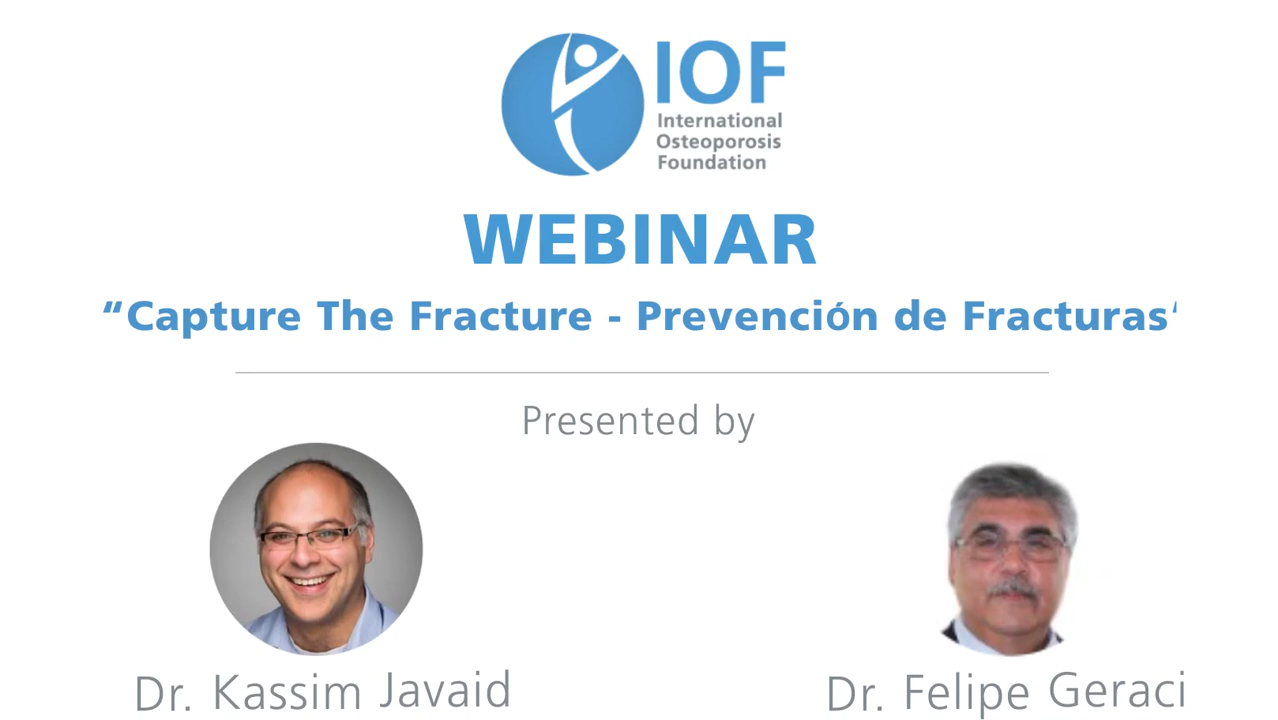 IOF
International
Osteoporosis
Foundation
WEBINAR
“Capture The Fracture - Prevención de Fracturas‘
Presented by
Dr. Kassim Javaid
Dr. Felipe Geraci